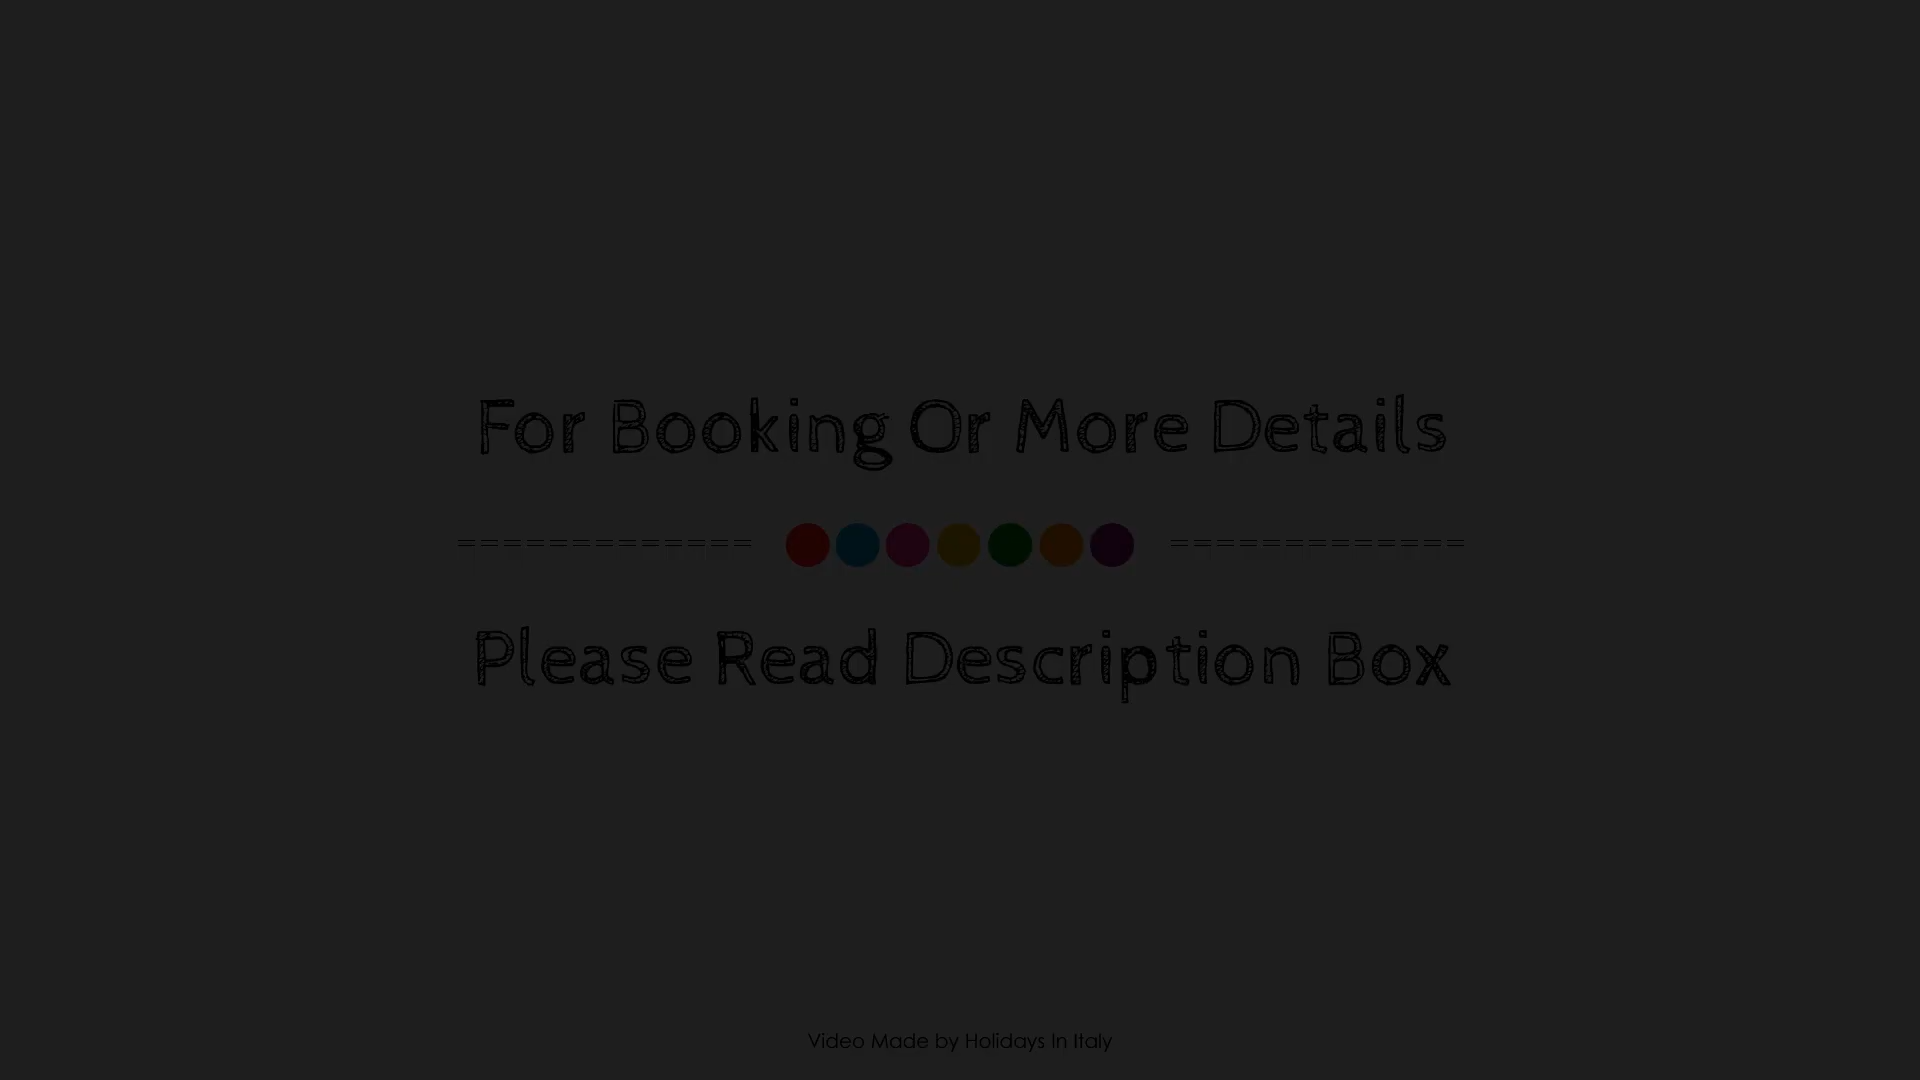 For Booking Or More Details
============= =============
Please Read Description Box
Video Made by Holidays In Italy